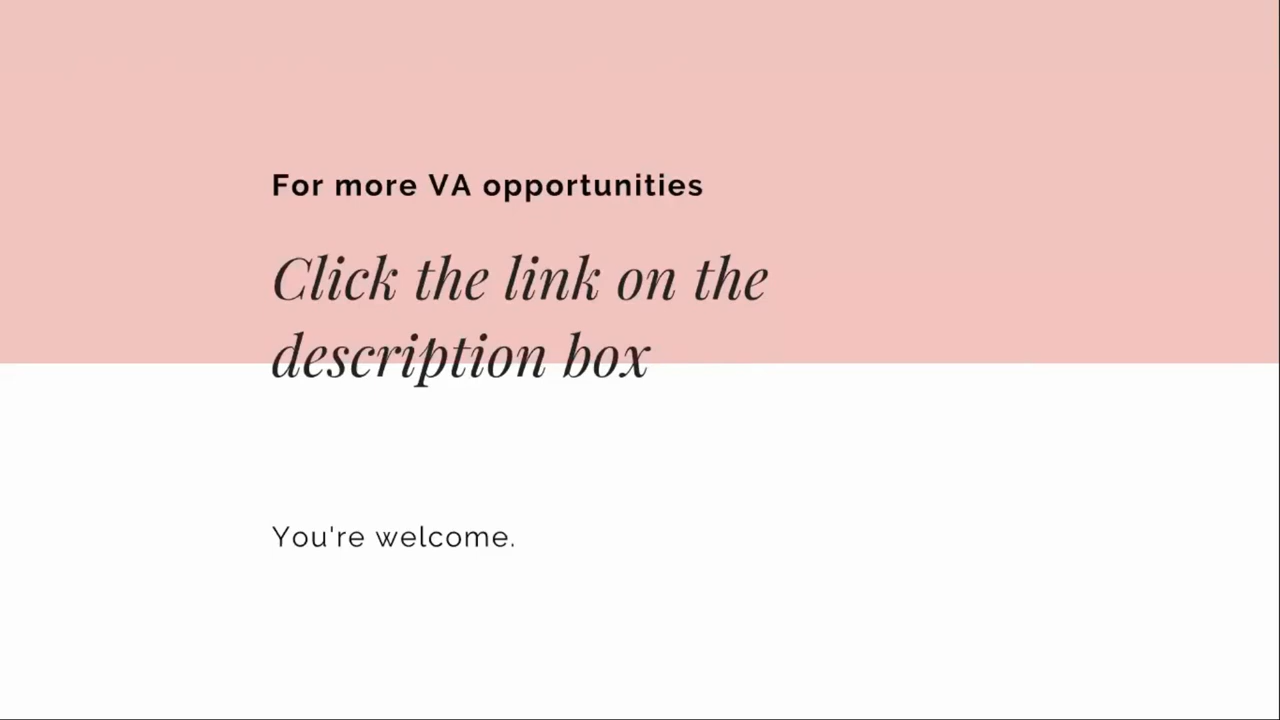 For more VA opportunities
Click the link on the
description box
You're welcome.